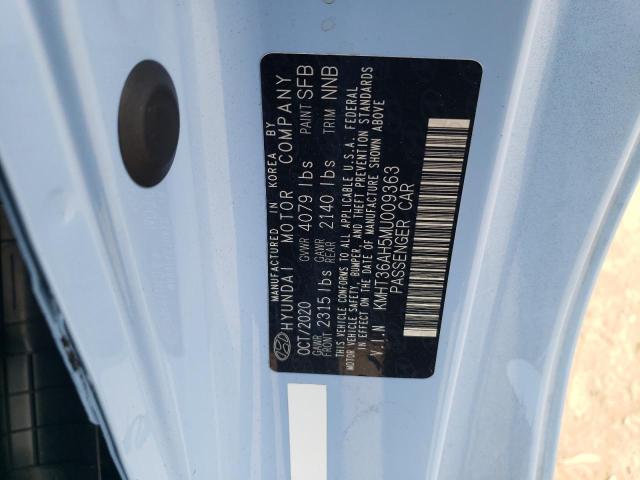 MANUFACTURED IN KOREA BY
HYUNDAI MOTOR COMPANY
OCT/2020 GVWR 4079 lbs PAINT SFB
GAWR FRONT 2315 lbs GAWR REAR 2140 lbs TRIM NNB
THIS VEHICLE CONFORMS TO ALL APPLICABLE U.S.A. FEDERAL
MOTOR VEHICLE SAFETY, BUMPER, AND THEFT PREVENTION STANDARDS
IN EFFECT ON THE DATE OF MANUFACTURE SHOWN ABOVE
V.I.N KMHT36AH5MU009363
PASSENGER CAR